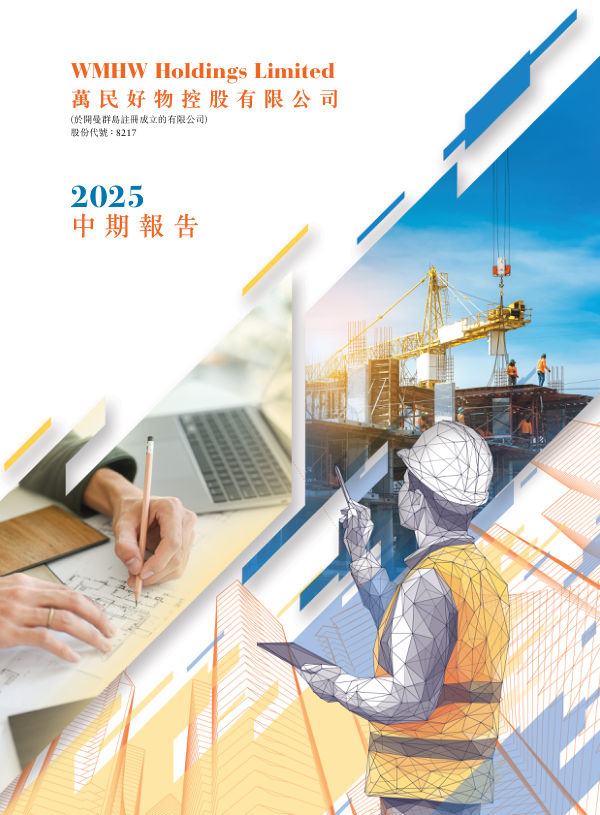 WMHW Holdings Limited
萬民好物控股有限公司
(於開曼群島註冊成立的有限公司)
股份代號：8217
2025
中期報告